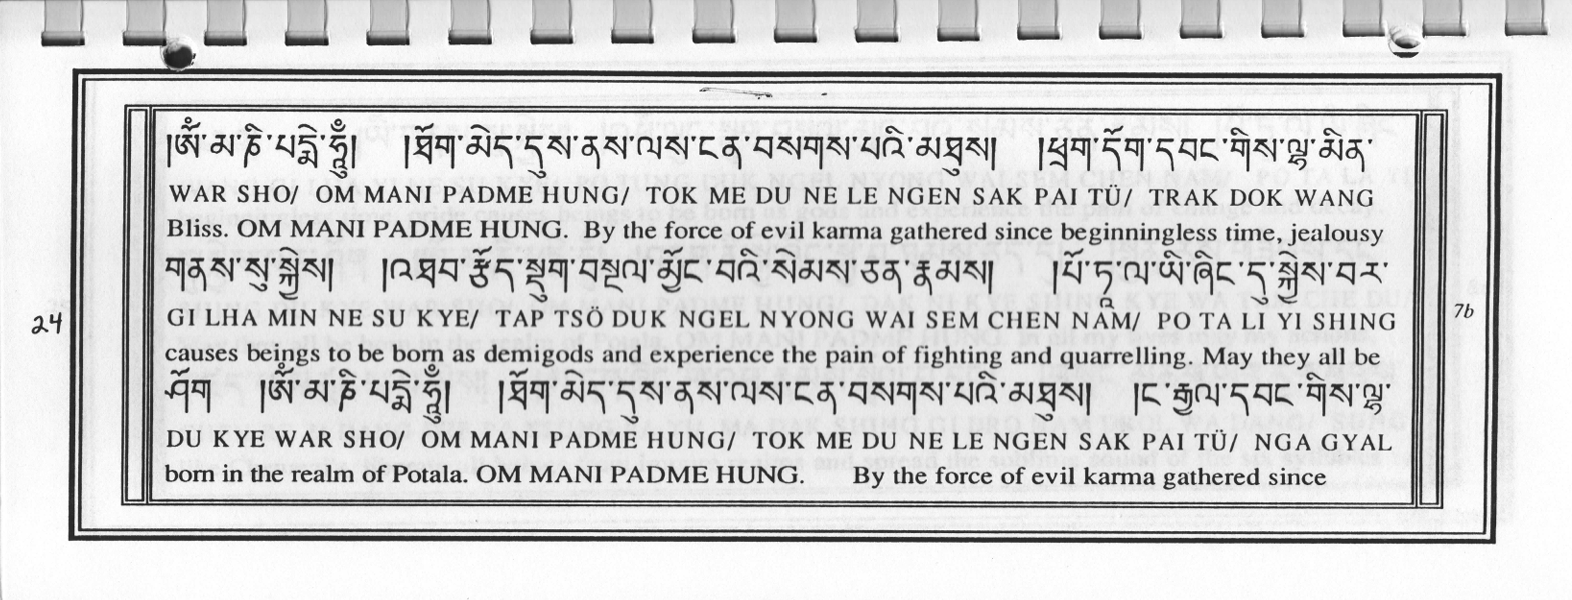 །ཨོཾ་མ་ཎི་པདྨེ་ཧཱུྃ། །ཐོག་མེད་དུས་ནས་ལས་ངན་བསགས་པའི་མཐུས། །ཕྲག་དོག་དབང་གིས་ལྷ་མིན་
WAR SHO/ OM MANI PADME HUNG/ TOK ME DU NE LE NGEN SAK PAI TÜ/ TRAK DOK WANG
Bliss. OM MANI PADME HUNG. By the force of evil karma gathered since beginningless time, jealousy
གནས་སུ་སྐྱེས། །འཐབ་རྩོད་སྡུག་བསྔལ་མྱོང་བའི་སེམས་ཅན་རྣམས། །པོ་ཏ་ལ་ཡི་ཞིང་དུ་སྐྱེས་བར་
24
GI LHA MIN NE SU KYE/ TAP TSÖ DUK NGEL NYONG WAI SEM CHEN NAM/ PO TA LI YI SHING
7b
causes beings to be born as demigods and experience the pain of fighting and quarrelling. May they all be
ཤོག །ཨོཾ་མ་ཎི་པདྨེ་ཧཱུྃ། །ཐོག་མེད་དུས་ནས་ལས་ངན་བསགས་པའི་མཐུས། །ང་རྒྱལ་དབང་གིས་ལྷ་
DU KYE WAR SHO/ OM MANI PADME HUNG/ TOK ME DU NE LE NGEN SAK PAI TÜ/ NGA GYAL
born in the realm of Potala. OM MANI PADME HUNG. By the force of evil karma gathered since